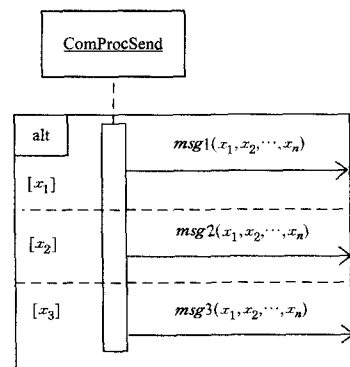 ComProcSend
alt
msg1(x₁,x₂,⋯,xₙ)
[x₁]
msg2(x₁,x₂,⋯,xₙ)
[x₂]
msg3(x₁,x₂,⋯,xₙ)
[x₃]